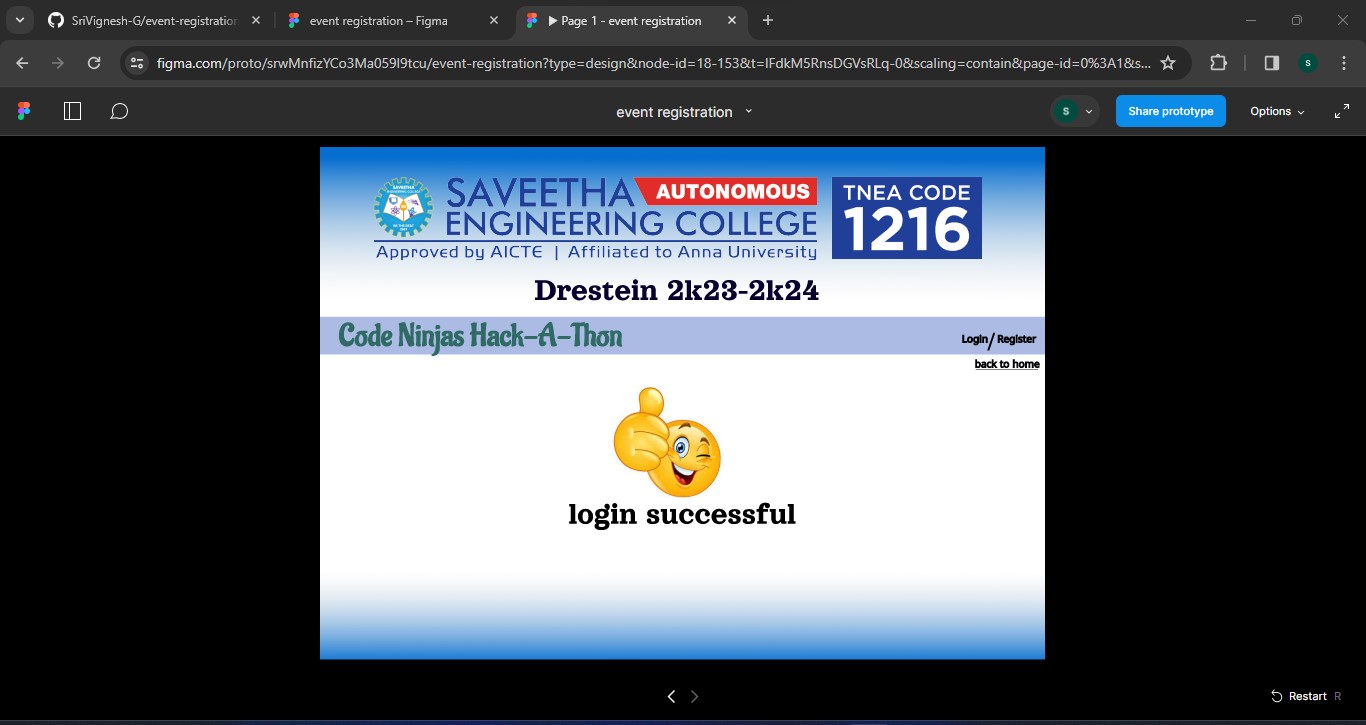 SriVignesh-G/event-registration
event registration – Figma
Page 1 - event registration
figma.com/proto/srwMnfizYCo3Ma059I9tcu/event-registration?type=design&node-id=18-153&t=IFdkM5RnsDGVsRLq-0&scaling=contain&page-id=0%3A1&s...
S
event registration
S
Share prototype
Options
SAVEETHA AUTONOMOUS
ENGINEERING COLLEGE
Approved by AICTE | Affiliated to Anna University
TNEA CODE
1216
Drestein 2k23-2k24
Code Ninjas Hack-A-Thon
Login/Register
back to home
login successful
Restart R